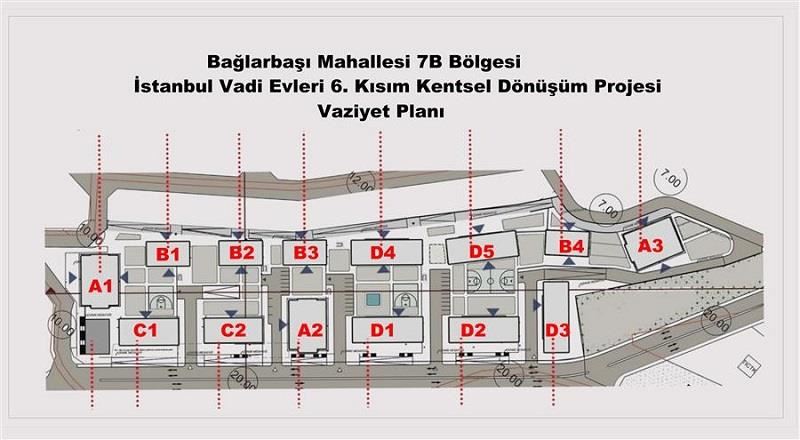 Bağlarbaşı Mahallesi 7B Bölgesi
İstanbul Vadi Evleri 6. Kısım Kentsel Dönüşüm Projesi
Vaziyet Planı
12.00
7.00
7.00
10.00
B1
B2
B3
D4
D5
B4
A3
A1
C1
C2
A2
D1
D2
D3
10.00
20.00
20.00
20.00